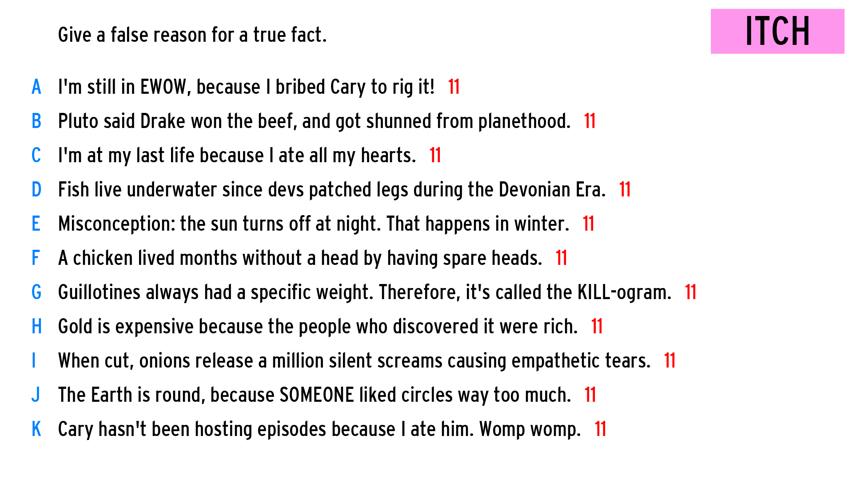 Give a false reason for a true fact.
ITCH
A I'm still in EWOW, because I bribed Cary to rig it! 11
B Pluto said Drake won the beef, and got shunned from planethood. 11
C I'm at my last life because I ate all my hearts. 11
D Fish live underwater since devs patched legs during the Devonian Era. 11
E Misconception: the sun turns off at night. That happens in winter. 11
F A chicken lived months without a head by having spare heads. 11
G Guillotines always had a specific weight. Therefore, it's called the KILL-ogram. 11
H Gold is expensive because the people who discovered it were rich. 11
I When cut, onions release a million silent screams causing empathetic tears. 11
J The Earth is round, because SOMEONE liked circles way too much. 11
K Cary hasn't been hosting episodes because I ate him. Womp womp. 11